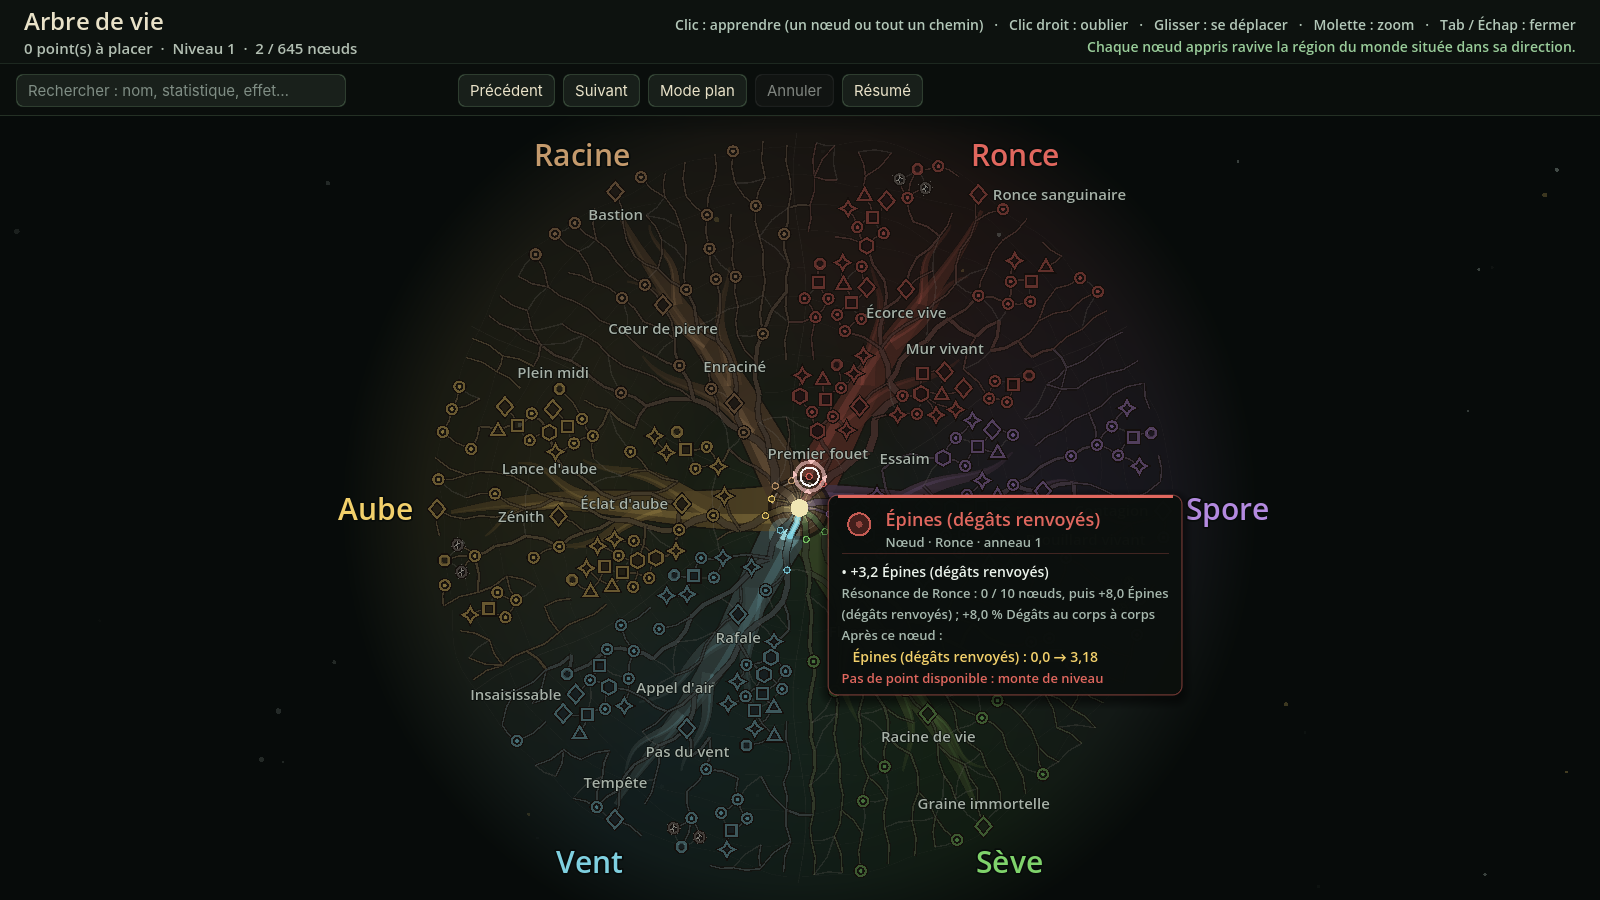 Arbre de vie
0 point(s) à placer · Niveau 1 · 2 / 645 nœuds
Clic : apprendre (un nœud ou tout un chemin) · Clic droit : oublier · Glisser : se déplacer · Molette : zoom · Tab / Échap : fermer
Chaque nœud appris ravive la région du monde située dans sa direction.
Rechercher : nom, statistique, effet...
Précédent
Suivant
Mode plan
Annuler
Résumé
Racine
Ronce
Ronce sanguinaire
Bastion
Écorce vive
Cœur de pierre
Mur vivant
Enraciné
Plein midi
Premier fouet
Essaim
Lance d'aube
Éclat d'aube
Aube
Zénith
Spore
Épines (dégâts renvoyés)
Nœud · Ronce · anneau 1
• +3,2 Épines (dégâts renvoyés)
Résonance de Ronce : 0 / 10 nœuds, puis +8,0 Épines
(dégâts renvoyés) ; +8,0 % Dégâts au corps à corps
Après ce nœud :
Épines (dégâts renvoyés) : 0,0 → 3,18
Pas de point disponible : monte de niveau
Rafale
Appel d'air
Insaisissable
Racine de vie
Pas du vent
Tempête
Graine immortelle
Vent
Sève